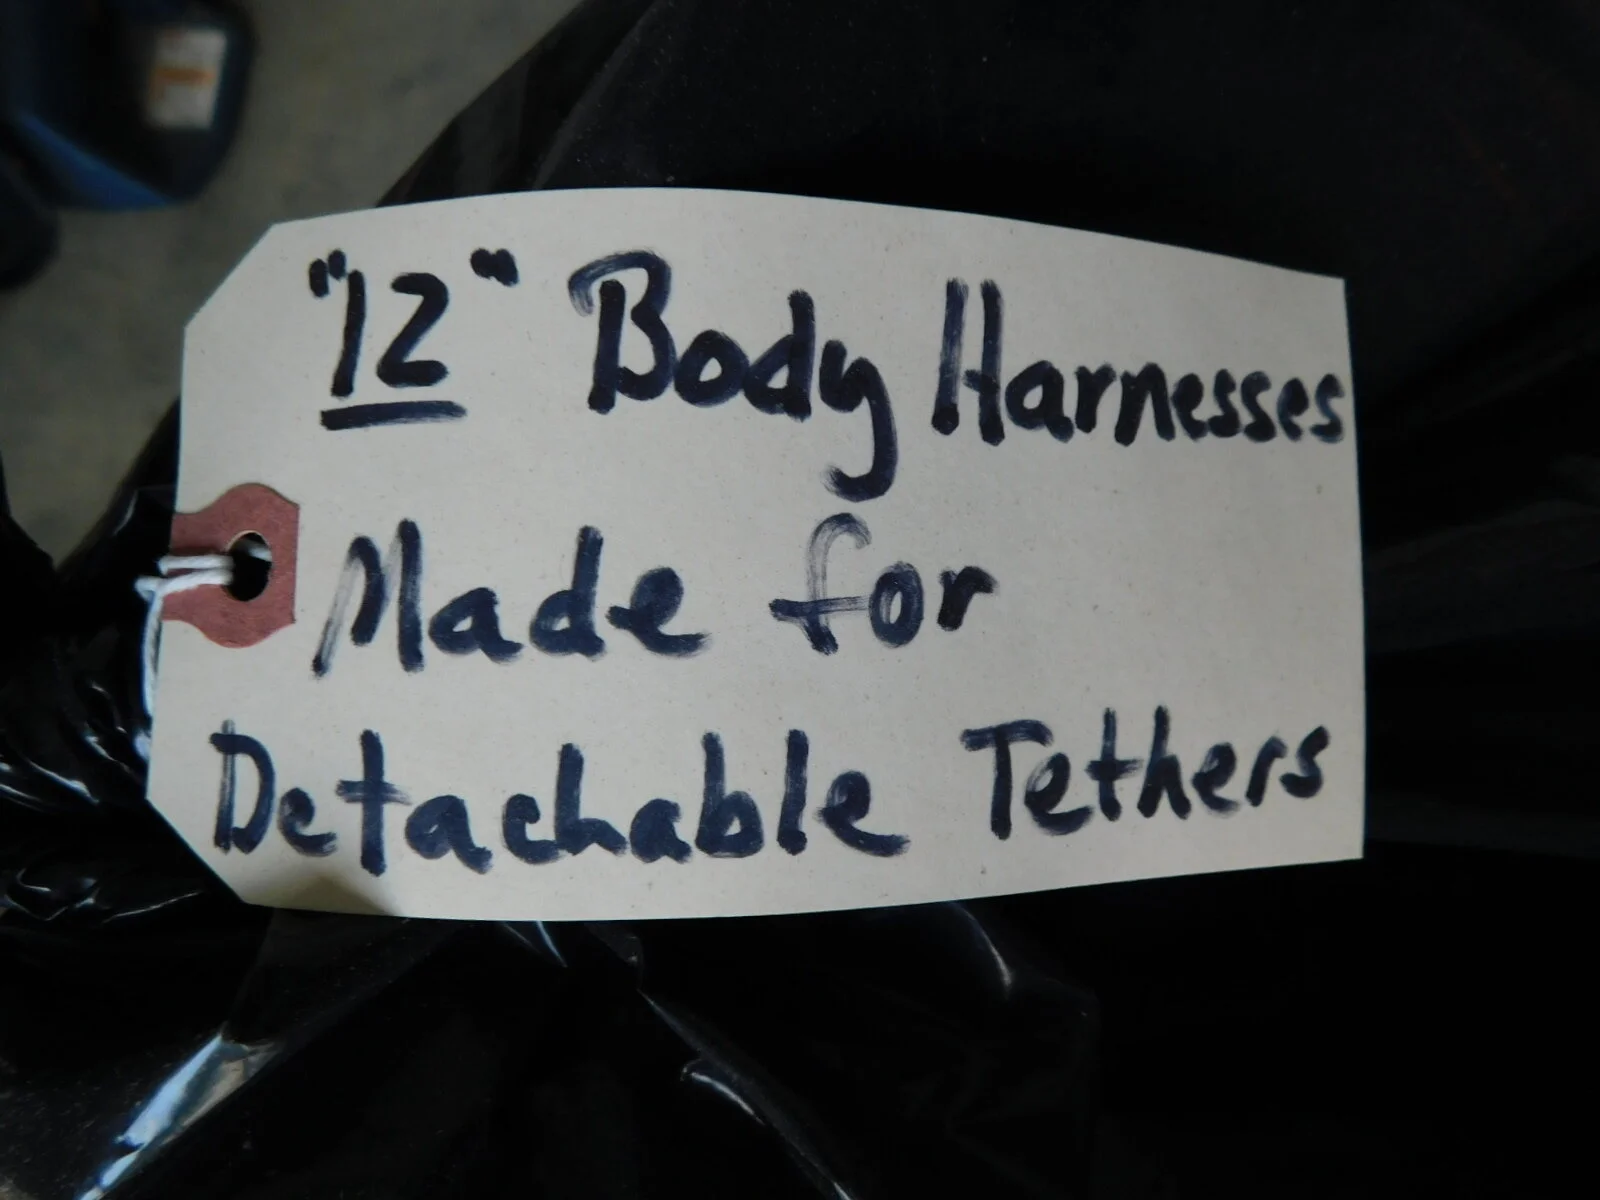 "12" Body Harnesses
Made for
Detachable Tethers